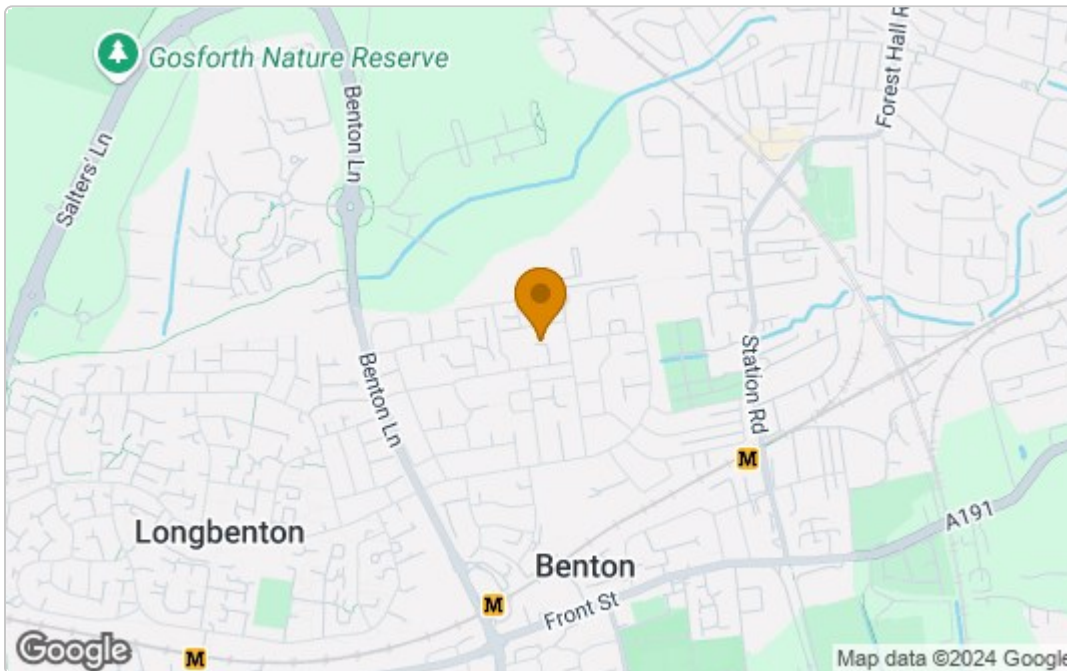 Gosforth Nature Reserve
Forest Hall R
Benton Ln
Salters' Ln
Benton Ln
Station Rd
M
Longbenton
A191
Benton
M
Front St
M
Google
Map data ©2024 Google